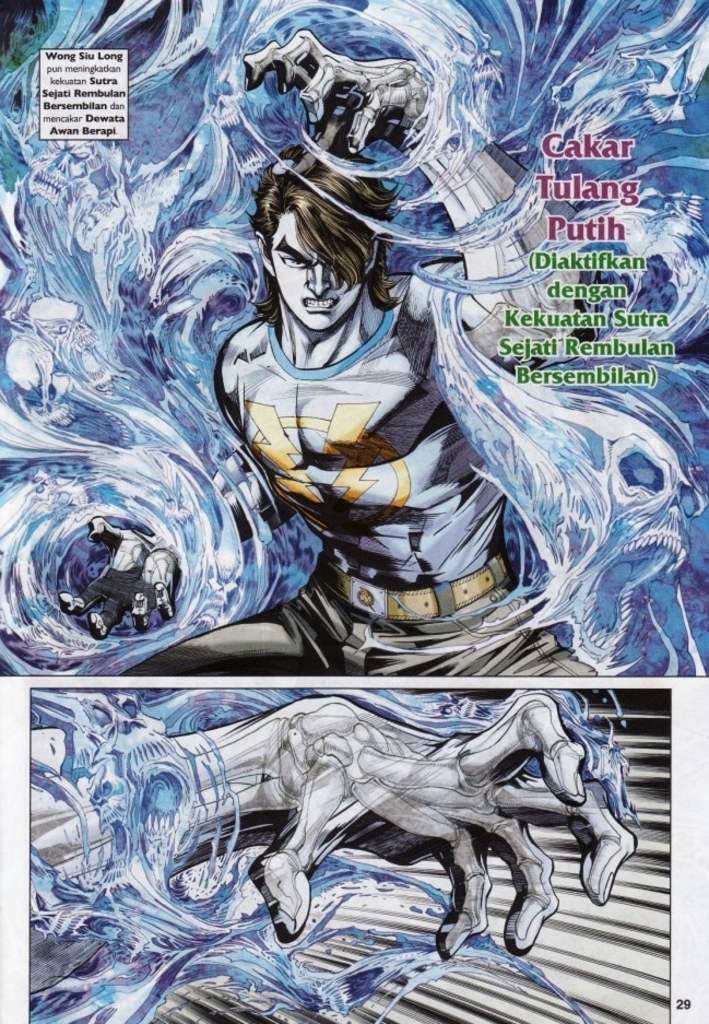 Wong Siu Long
pun meningkatkan
kekuatan Sutra
Sejati Rembulan
Bersembilan dan
mencakar Dewata
Awan Berapi.
Cakar
Tulang
Putih
(Diaktifkan
dengan
Kekuatan Sutra
Sejati Rembulan
Bersembilan)
29